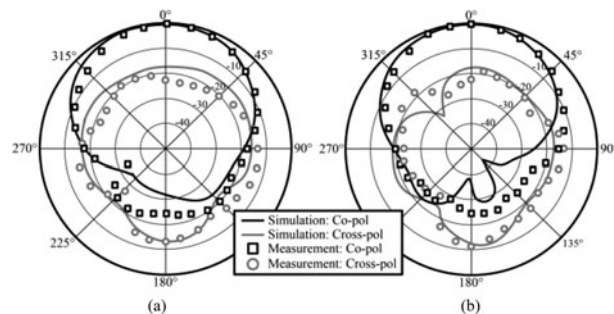 0° 0°
315° 45° 315° 45°
-10 -10
-20 -20
-30 -30
-40 -40
270° 90° 270° 90°
225° 135°
Simulation: Co-pol
Simulation: Cross-pol
Measurement: Co-pol
Measurement: Cross-pol
180° 180°
(a) (b)